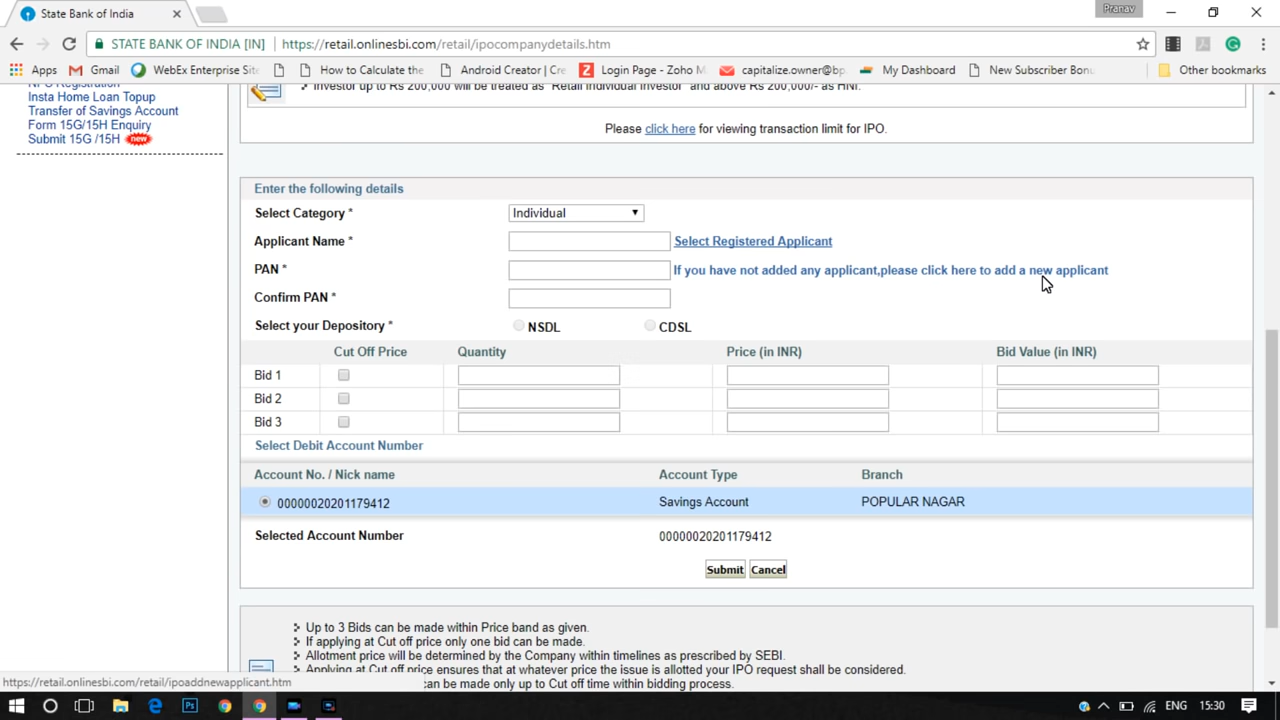 State Bank of India
Pranav
STATE BANK OF INDIA [IN] https://retail.onlinesbi.com/retail/ipocompanydetails.htm
Apps Gmail WebEx Enterprise Sit How to Calculate the Android Creator | Cre Login Page - Zoho M capitalize.owner@bp My Dashboard New Subscriber Bonu Other bookmarks
NPS Registration
Insta Home Loan Topup
Transfer of Savings Account
Form 15G/15H Enquiry
Submit 15G /15H new
Investor up to Rs 200,000 will be treated as "Retail Individual Investor" and above Rs 200,000/- as HNI.
Please click here for viewing transaction limit for IPO.
Enter the following details
Select Category * Individual
Applicant Name * Select Registered Applicant
PAN * If you have not added any applicant,please click here to add a new applicant
Confirm PAN *
Select your Depository * NSDL CDSL
Cut Off Price Quantity Price (in INR) Bid Value (in INR)
Bid 1
Bid 2
Bid 3
Select Debit Account Number
Account No. / Nick name Account Type Branch
00000020201179412 Savings Account POPULAR NAGAR
Selected Account Number 00000020201179412
Submit Cancel
Up to 3 Bids can be made within Price band as given.
If applying at Cut off price only one bid can be made.
Allotment price will be determined by the Company within timelines as prescribed by SEBI.
Applying at Cut off price ensures that at whatever price the issue is allotted your IPO request shall be considered.
can be made only up to Cut off time within bidding process.
https://retail.onlinesbi.com/retail/ipoaddnewapplicant.htm
ENG 15:30